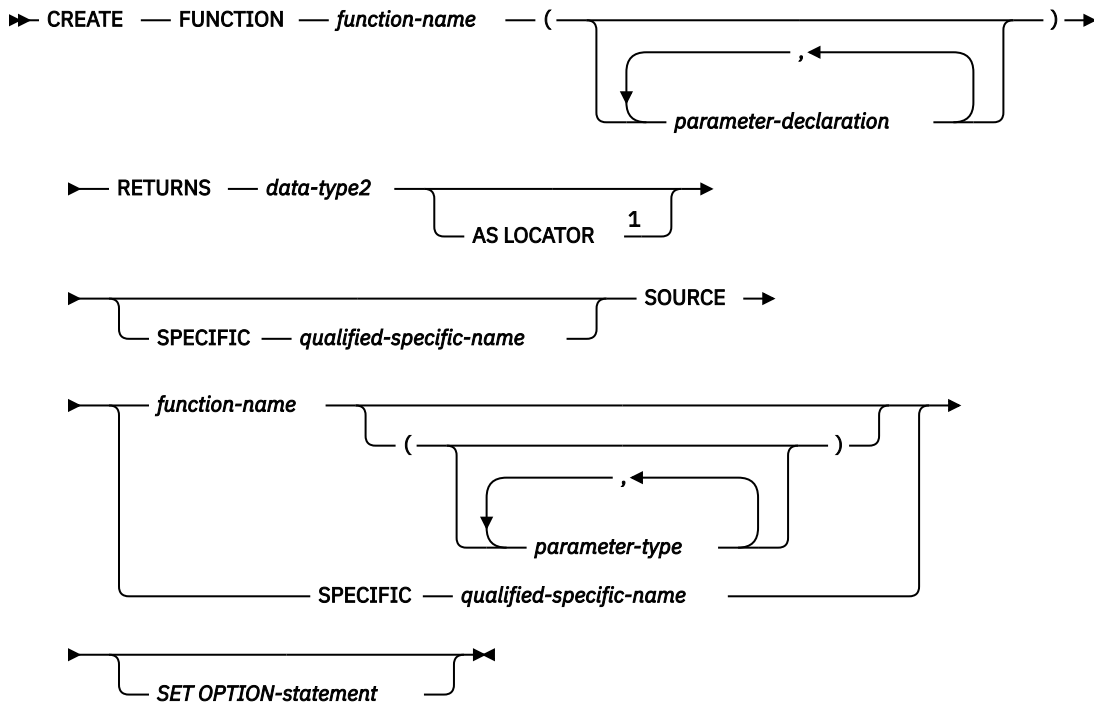 CREATE FUNCTION function-name ( )
,
parameter-declaration
RETURNS data-type2
AS LOCATOR 1
SOURCE
SPECIFIC qualified-specific-name
function-name
( )
,
parameter-type
SPECIFIC qualified-specific-name
SET OPTION-statement